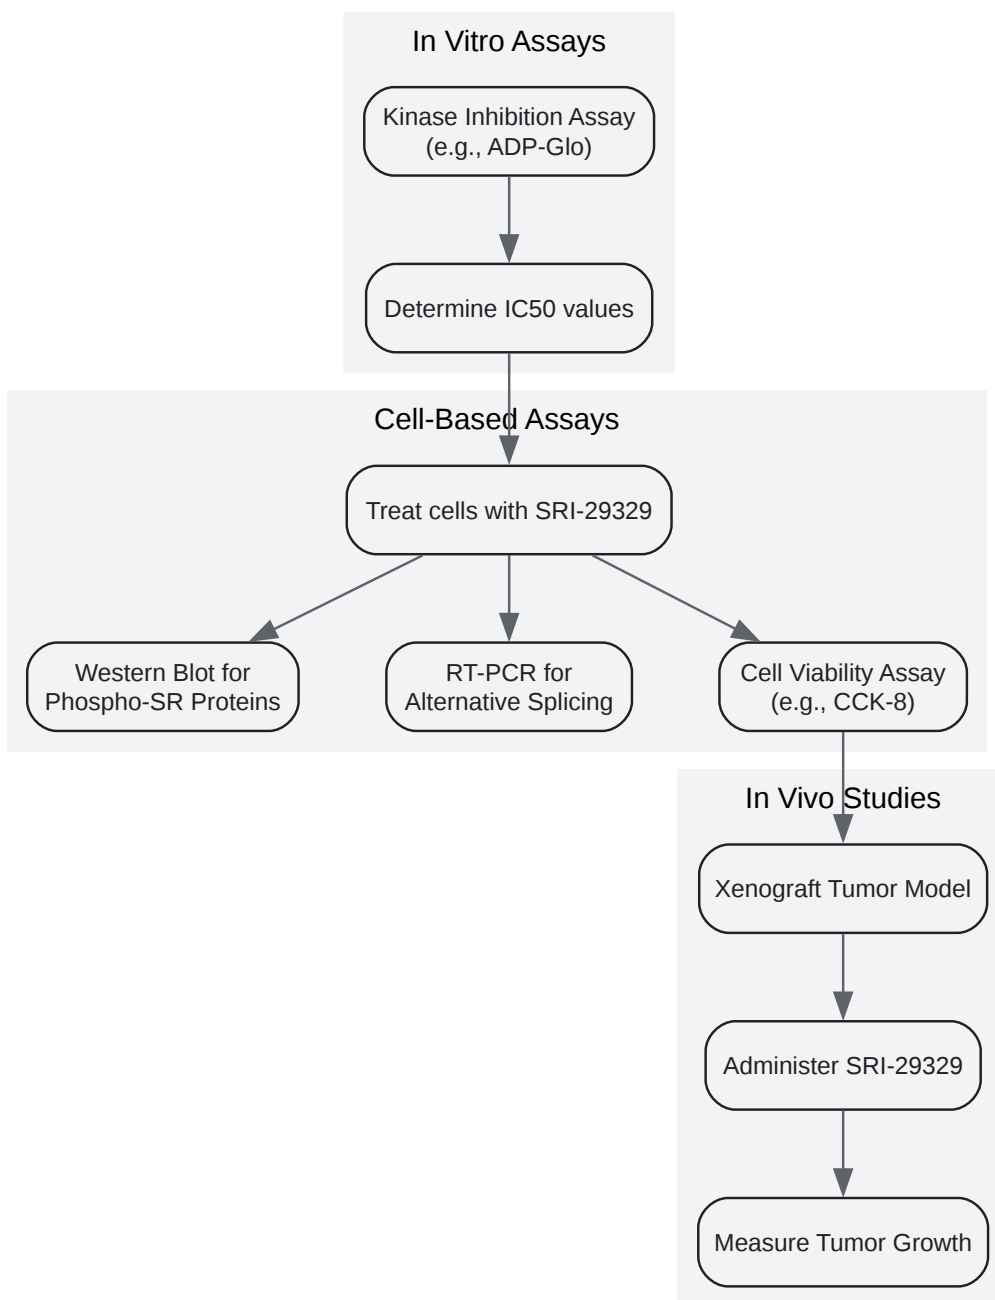 In Vitro Assays
Kinase Inhibition Assay
(e.g., ADP-Glo)
Determine IC50 values
Cell-Based Assays
Treat cells with SRI-29329
Western Blot for
Phospho-SR Proteins
RT-PCR for
Alternative Splicing
Cell Viability Assay
(e.g., CCK-8)
In Vivo Studies
Xenograft Tumor Model
Administer SRI-29329
Measure Tumor Growth